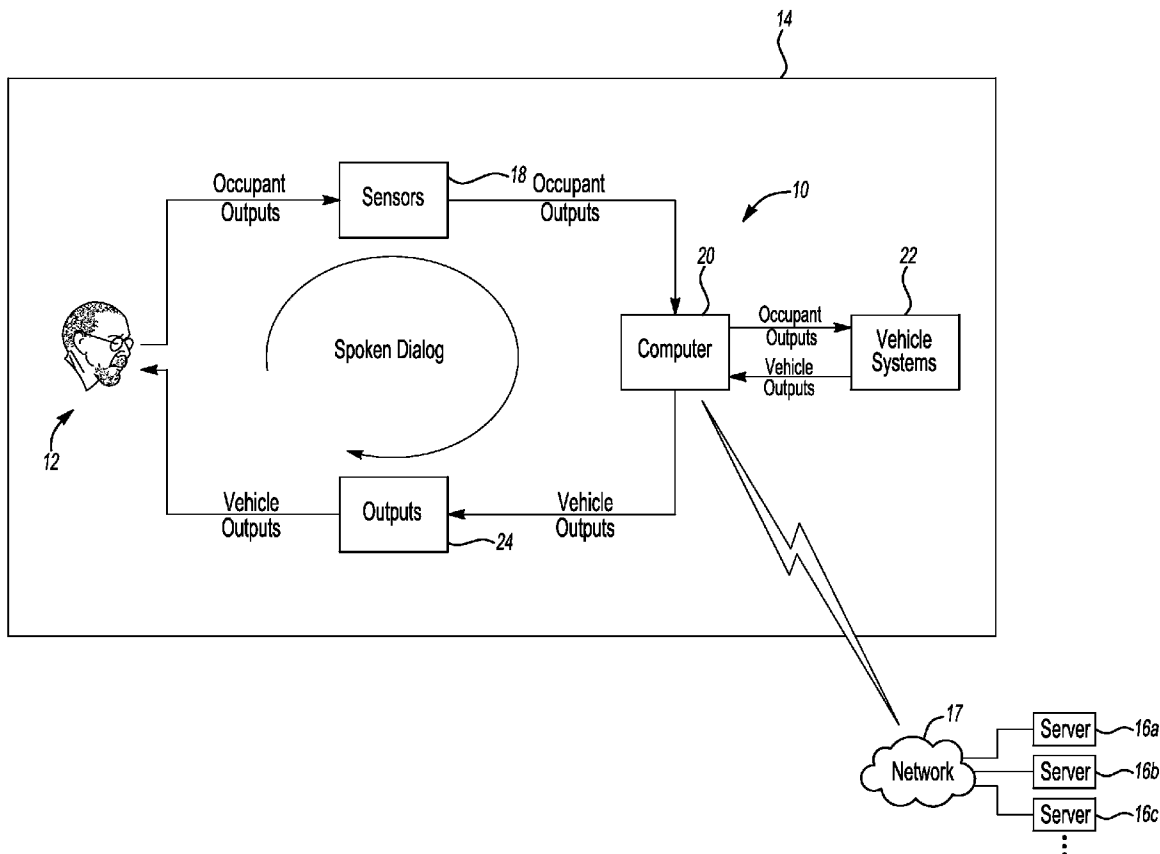 14
Occupant
Outputs
Sensors
18
Occupant
Outputs
10
20
22
Spoken Dialog
Computer
Occupant
Outputs
Vehicle
Outputs
Vehicle
Systems
12
Vehicle
Outputs
Outputs
24
Vehicle
Outputs
17
Network
Server
16a
Server
16b
Server
16c